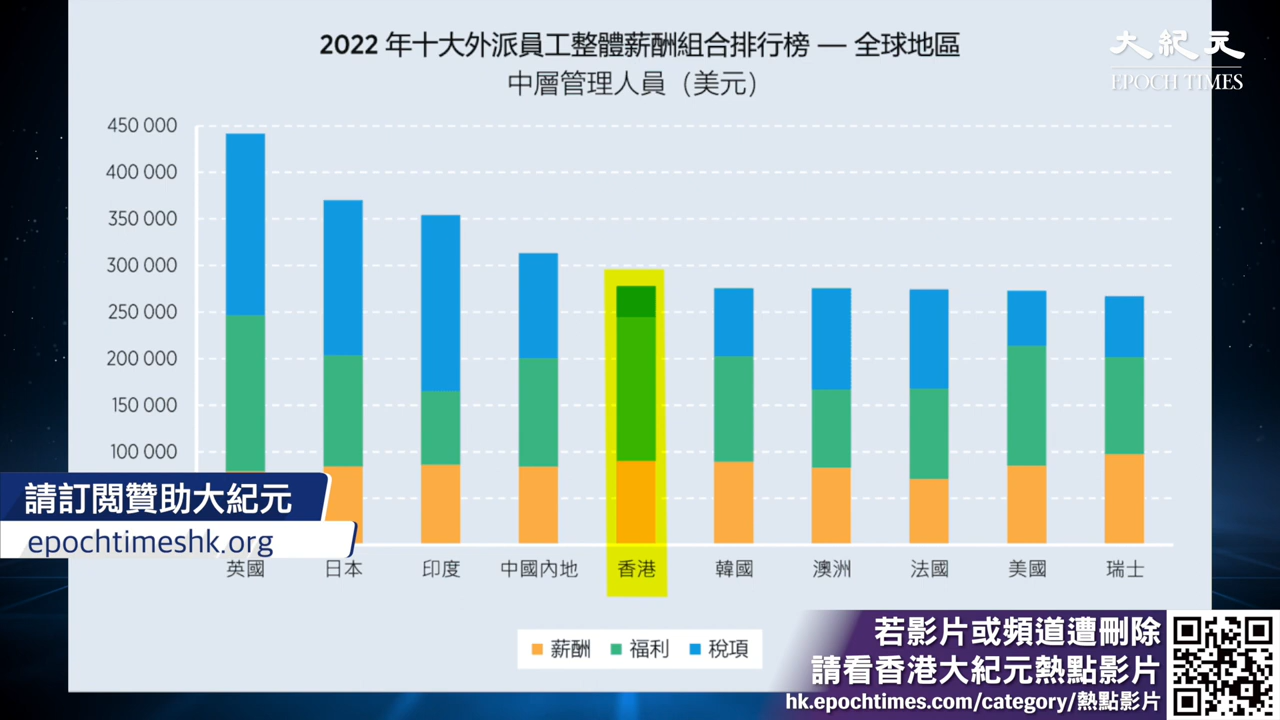 2022 年十大外派員工整體薪酬組合排行榜 — 全球地區
中層管理人員（美元）
大紀元
EPOCH TIMES
450 000
400 000
350 000
300 000
250 000
200 000
150 000
100 000
請訂閱贊助大紀元
epochtimeshk.org
英國 日本 印度 中國內地 香港 韓國 澳洲 法國 美國 瑞士
薪酬 福利 稅項
若影片或頻道遭刪除
請看香港大紀元熱點影片
hk.epochtimes.com/category/熱點影片